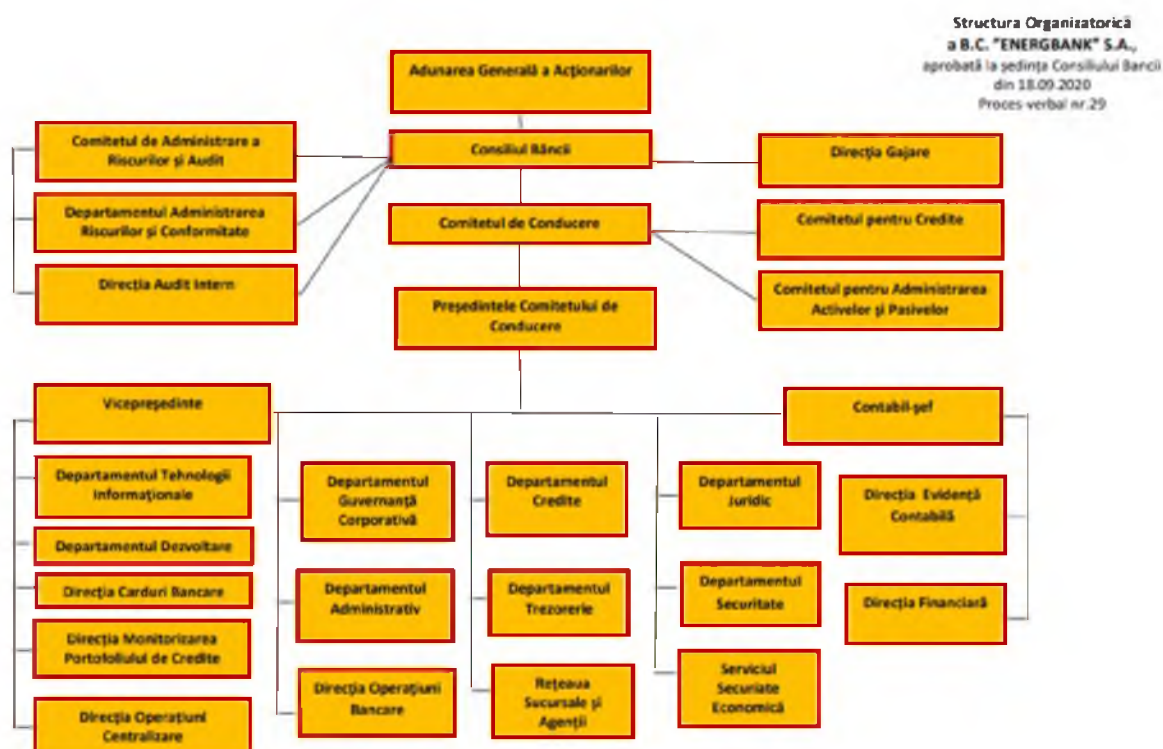 Structura Organizatorică
a B.C. "ENERGBANK" S.A.,
aprobată la ședința Consiliului Bancii
din 18.09.2020
Proces-verbal nr.29
Adunarea Generală a Acționarilor
Comitetul de Administrare a
Riscurilor și Audit
Consiliul Băncii
Direcția Gajare
Departamentul Administrarea
Riscurilor și Conformitate
Comitetul de Conducere
Comitetul pentru Credite
Direcția Audit Intern
Președintele Comitetului de
Conducere
Comitetul pentru Administrarea
Activelor și Pasivelor
Vicepreședinte
Contabil-șef
Departamentul Tehnologii
Informaționale
Departamentul Dezvoltare
Direcția Carduri Bancare
Direcția Monitorizarea
Portofoliului de Credite
Direcția Operațiuni
Centralizare
Departamentul
Guvernanță
Corporativă
Departamentul
Administrativ
Direcția Operațiuni
Bancare
Departamentul
Credite
Departamentul
Trezorerie
Rețeaua
Sucursale și
Agenții
Departamentul
Juridic
Departamentul
Securitate
Serviciul
Securiate
Economică
Direcția Evidență
Contabilă
Direcția Financiară